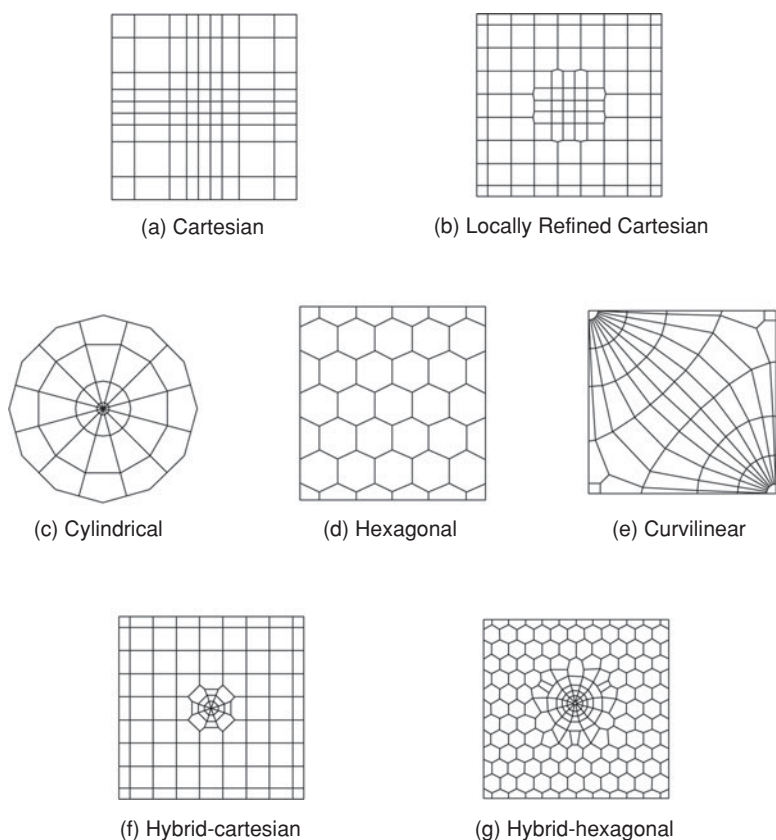 (a) Cartesian
(b) Locally Refined Cartesian
(c) Cylindrical
(d) Hexagonal
(e) Curvilinear
(f) Hybrid-cartesian
(g) Hybrid-hexagonal